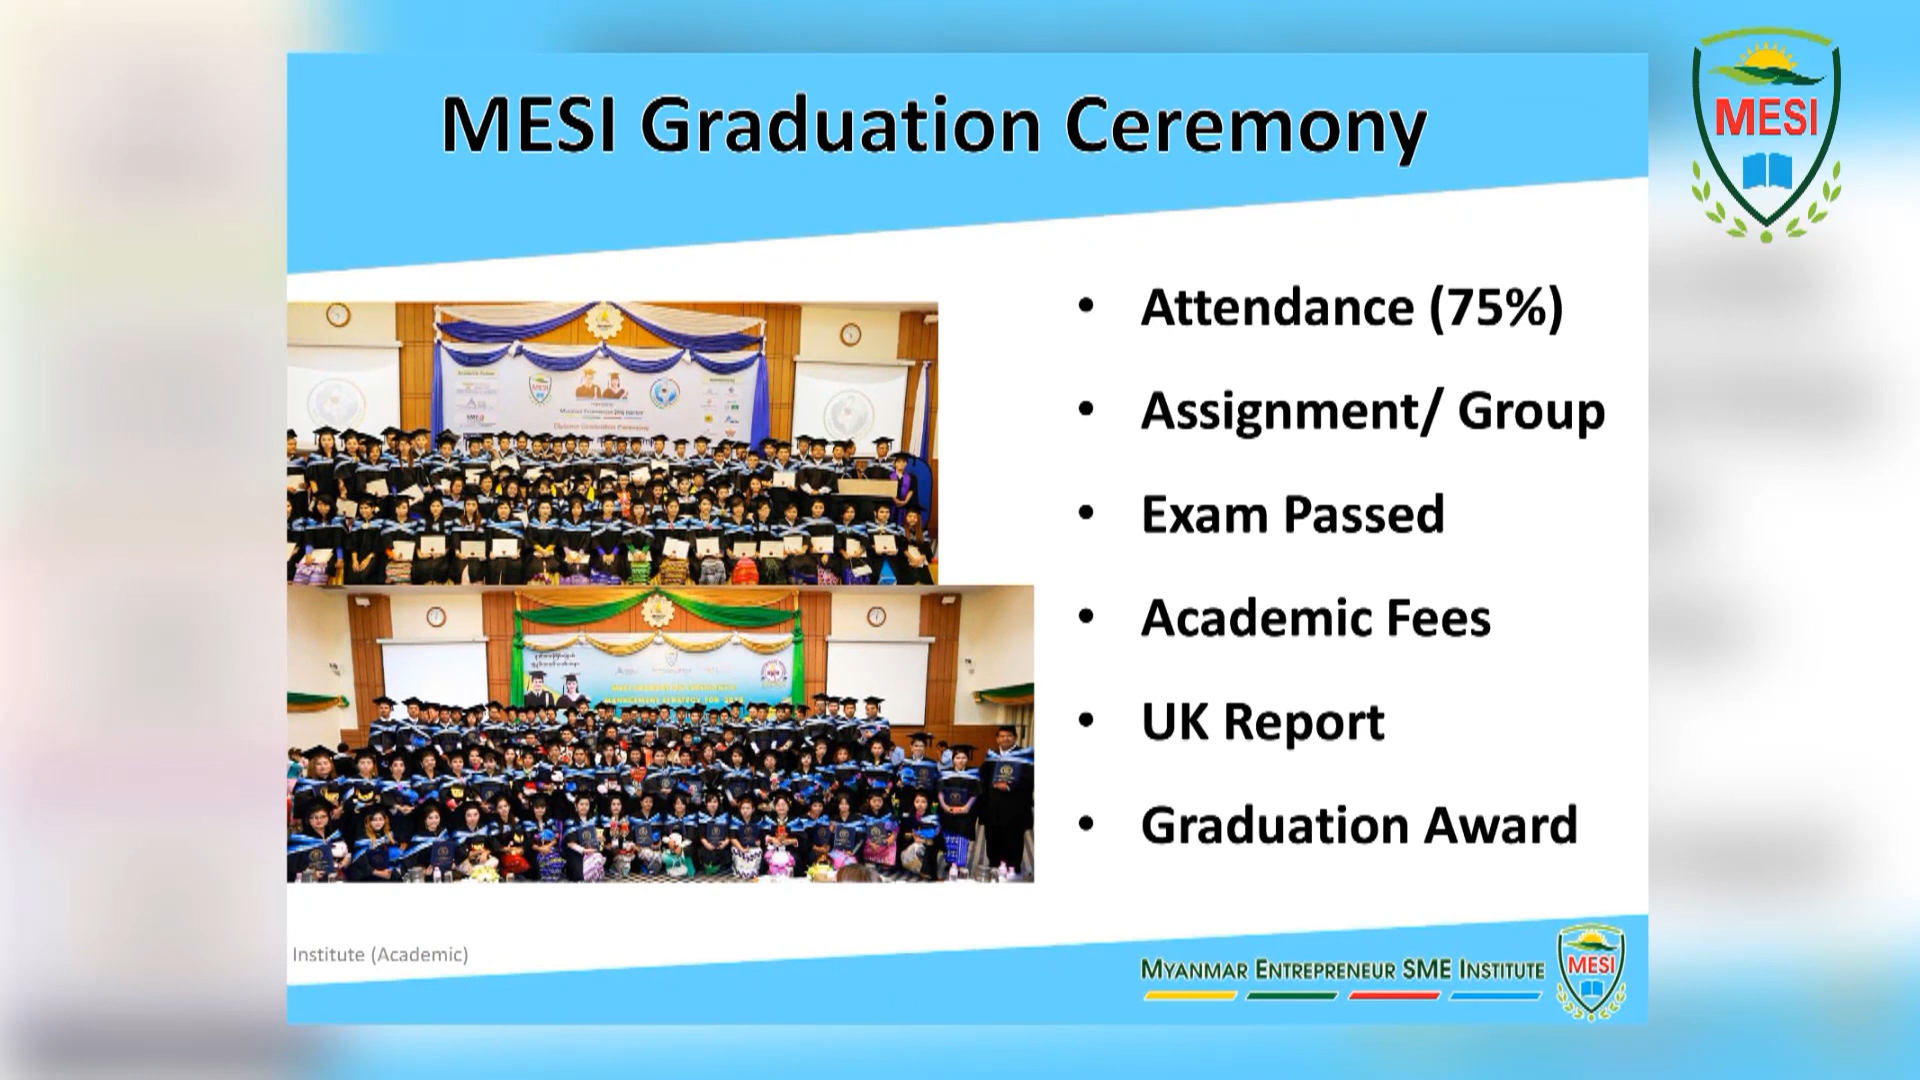 MESI Graduation Ceremony
MESI
• Attendance (75%)
• Assignment/ Group
• Exam Passed
• Academic Fees
• UK Report
• Graduation Award
Institute (Academic)
MYANMAR ENTREPRENEUR SME INSTITUTE
MESI